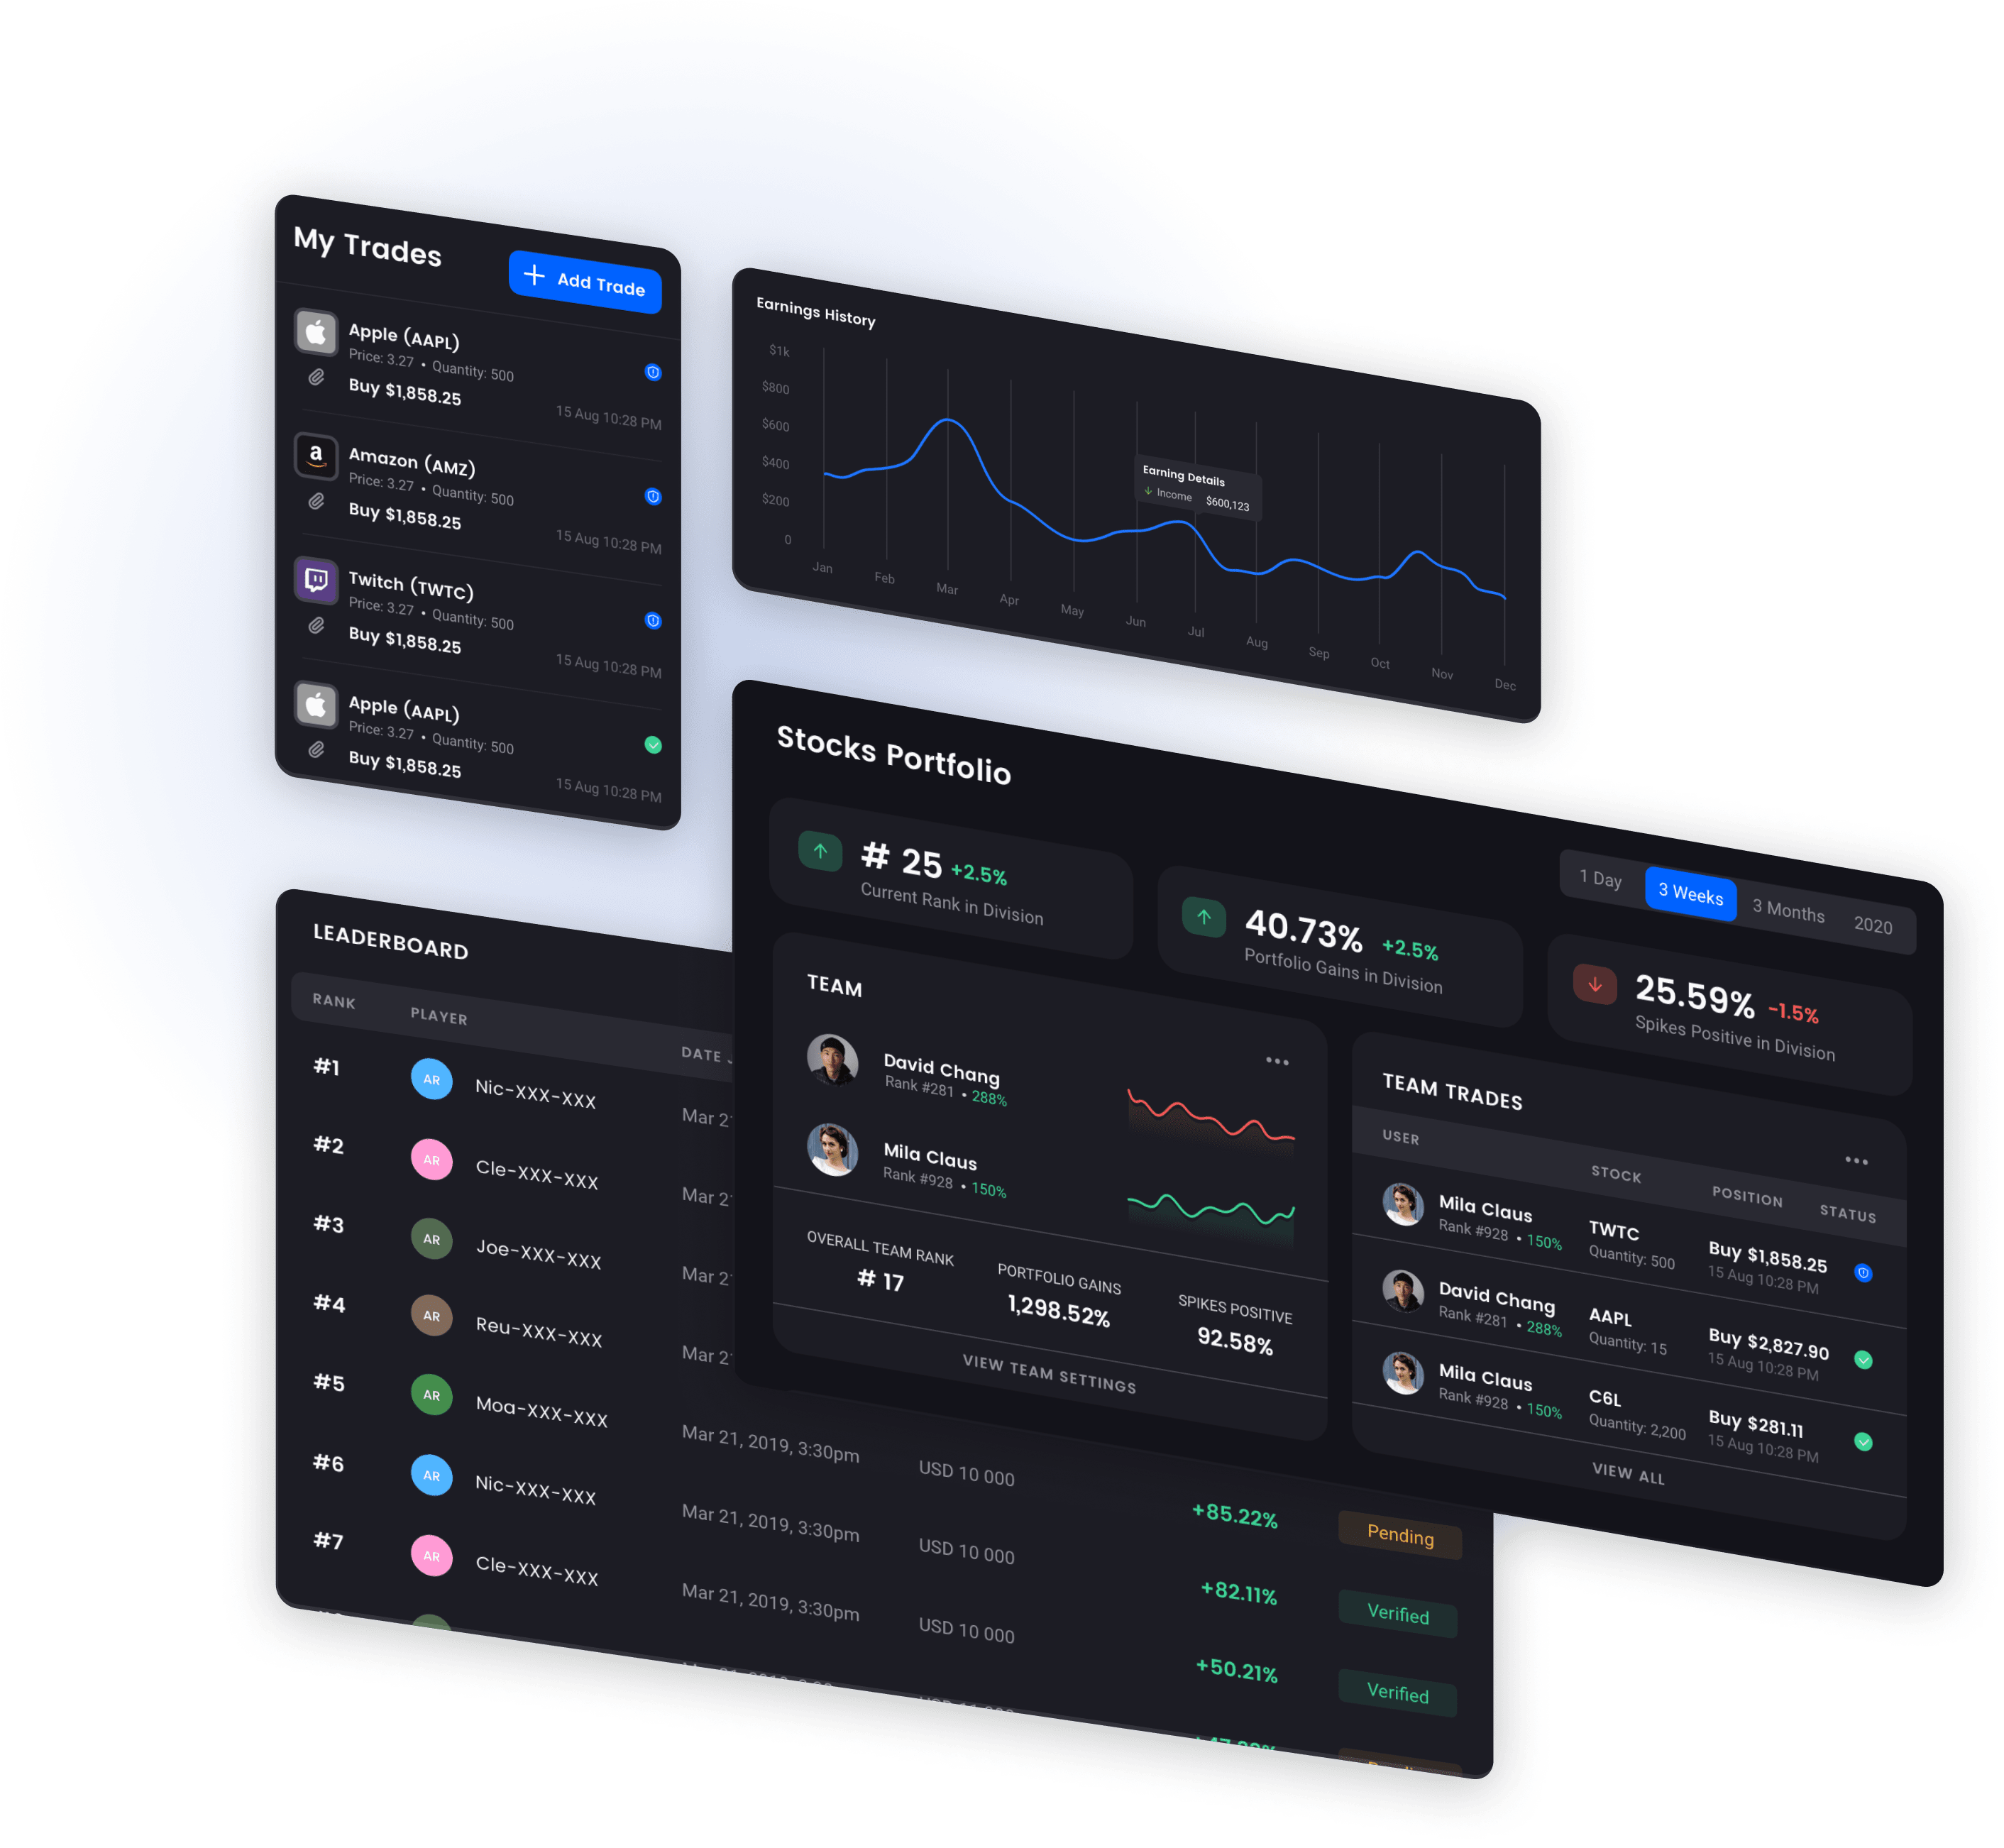 My Trades
+ Add Trade
Apple (AAPL)
Price: 3.27 • Quantity: 500
Buy $1,858.25
15 Aug 10:28 PM
a
Amazon (AMZ)
Price: 3.27 • Quantity: 500
Buy $1,858.25
15 Aug 10:28 PM
Twitch (TWTC)
Price: 3.27 • Quantity: 500
Buy $1,858.25
15 Aug 10:28 PM
Apple (AAPL)
Price: 3.27 • Quantity: 500
Buy $1,858.25
15 Aug 10:28 PM
Earnings History
$1k
$800
$600
$400
$200
0
Earning Details
Income $600,123
Jan Feb Mar Apr May Jun Jul Aug Sep Oct Nov Dec
Stocks Portfolio
1 Day 3 Weeks 3 Months 2020
# 25 +2.5%
Current Rank in Division
40.73% +2.5%
Portfolio Gains in Division
25.59% -1.5%
Spikes Positive in Division
TEAM
David Chang
Rank #281 • 288%
Mila Claus
Rank #928 • 150%
OVERALL TEAM RANK
# 17
PORTFOLIO GAINS
1,298.52%
SPIKES POSITIVE
92.58%
VIEW TEAM SETTINGS
TEAM TRADES
USER STOCK POSITION STATUS
Mila Claus TWTC Buy $1,858.25
Rank #928 • 150% Quantity: 500 15 Aug 10:28 PM
David Chang AAPL Buy $2,827.90
Rank #281 • 288% Quantity: 15 15 Aug 10:28 PM
Mila Claus C6L Buy $281.11
Rank #928 • 150% Quantity: 2,200 15 Aug 10:28 PM
VIEW ALL
LEADERBOARD
RANK PLAYER DATE
#1 AR Nic-XXX-XXX Mar 21
#2 AR Cle-XXX-XXX Mar 2
#3 AR Joe-XXX-XXX Mar 2
#4 AR Reu-XXX-XXX Mar 2
#5 AR Moa-XXX-XXX Mar 21, 2019, 3:30pm USD 10 000 +85.22% Pending
#6 AR Nic-XXX-XXX Mar 21, 2019, 3:30pm USD 10 000 +82.11% Verified
#7 AR Cle-XXX-XXX Mar 21, 2019, 3:30pm USD 10 000 +50.21% Verified